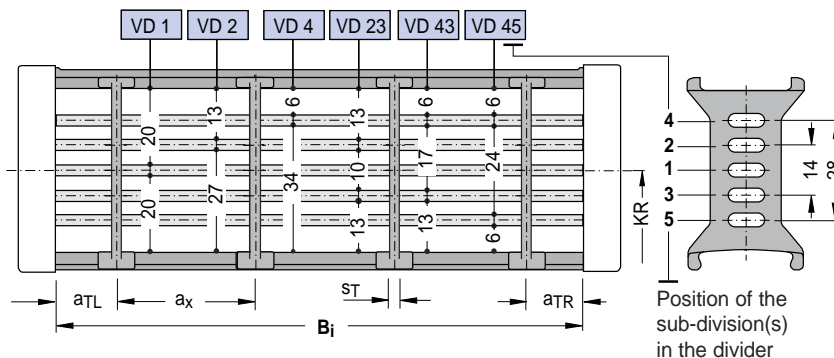 VD 1 VD 2 VD 4 VD 23 VD 43 VD 45
20 13 6 13 6 6
20 27 34 10 17 24
13 13 6
KR
4
2
1
3
5
14 28
aTL ax sT aTR
Bi
Position of the
sub-division(s)
in the divider